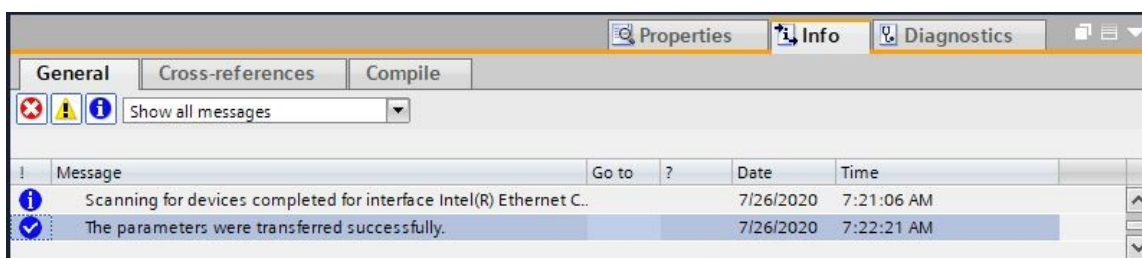 Properties Info Diagnostics
General Cross-references Compile
Show all messages
! Message Go to ? Date Time
Scanning for devices completed for interface Intel(R) Ethernet C.. 7/26/2020 7:21:06 AM
The parameters were transferred successfully. 7/26/2020 7:22:21 AM